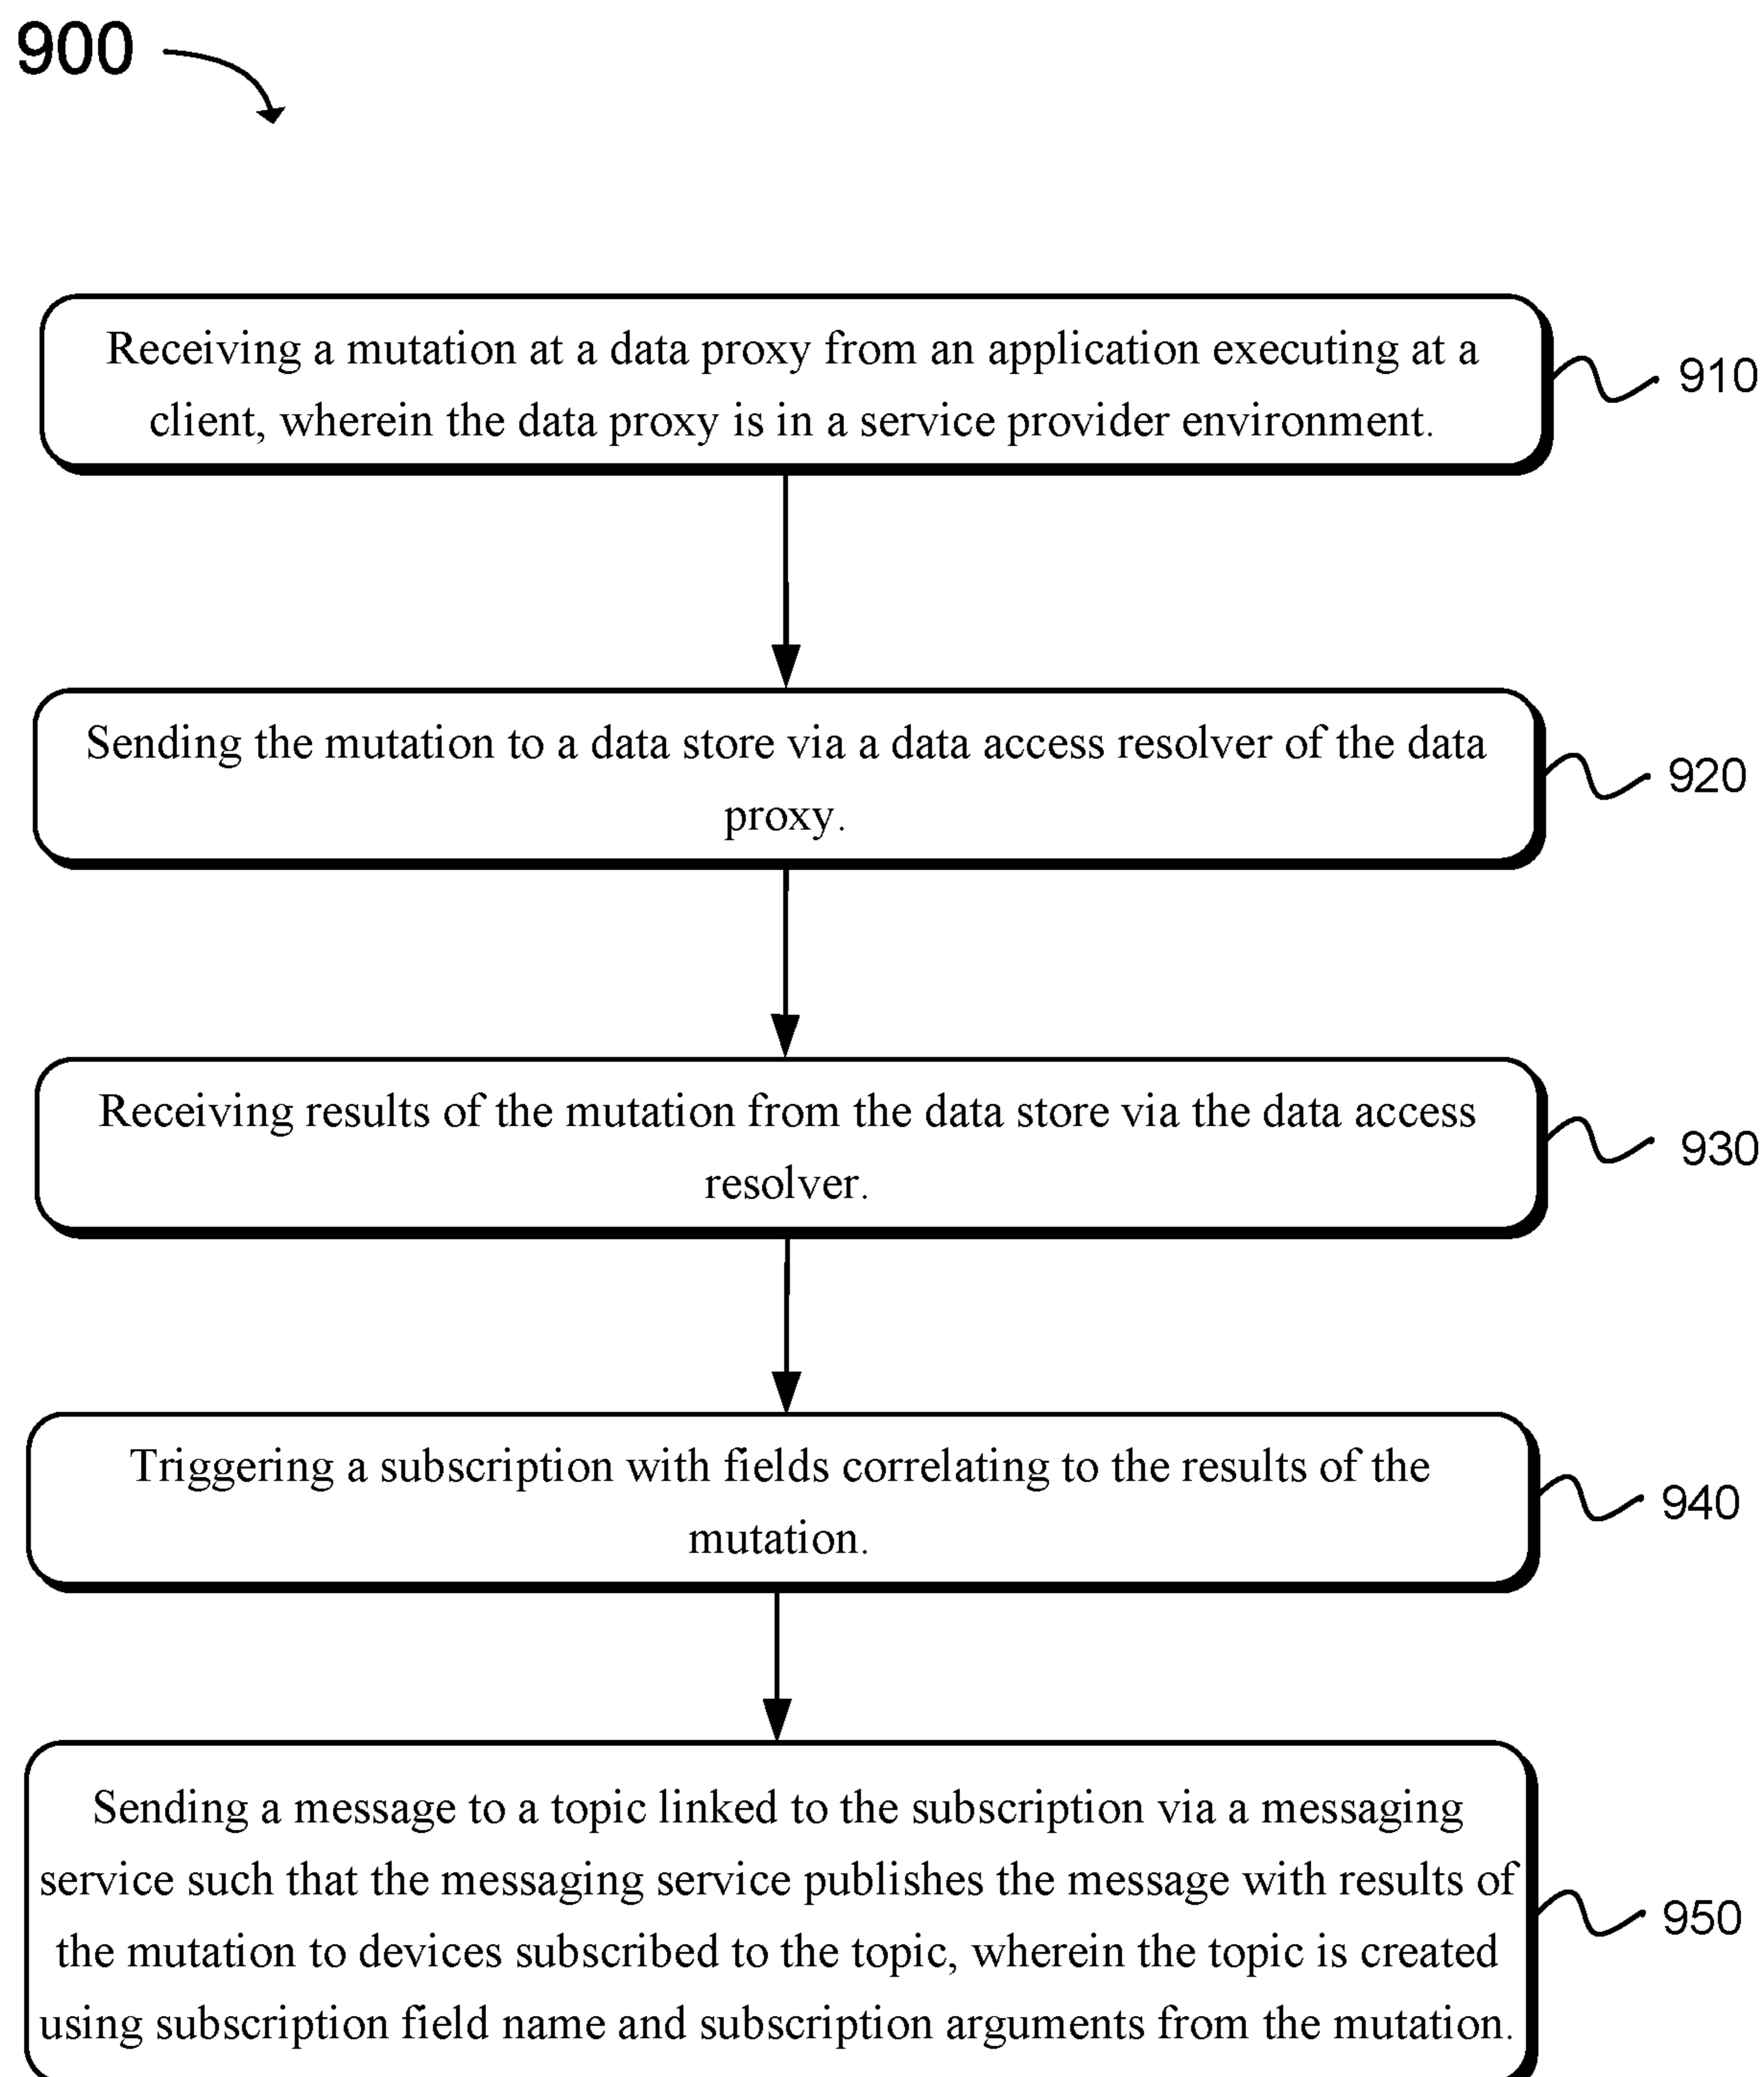 900
Receiving a mutation at a data proxy from an application executing at a
client, wherein the data proxy is in a service provider environment.
910
Sending the mutation to a data store via a data access resolver of the data
proxy.
920
Receiving results of the mutation from the data store via the data access
resolver.
930
Triggering a subscription with fields correlating to the results of the
mutation.
940
Sending a message to a topic linked to the subscription via a messaging
service such that the messaging service publishes the message with results of
the mutation to devices subscribed to the topic, wherein the topic is created
using subscription field name and subscription arguments from the mutation.
950